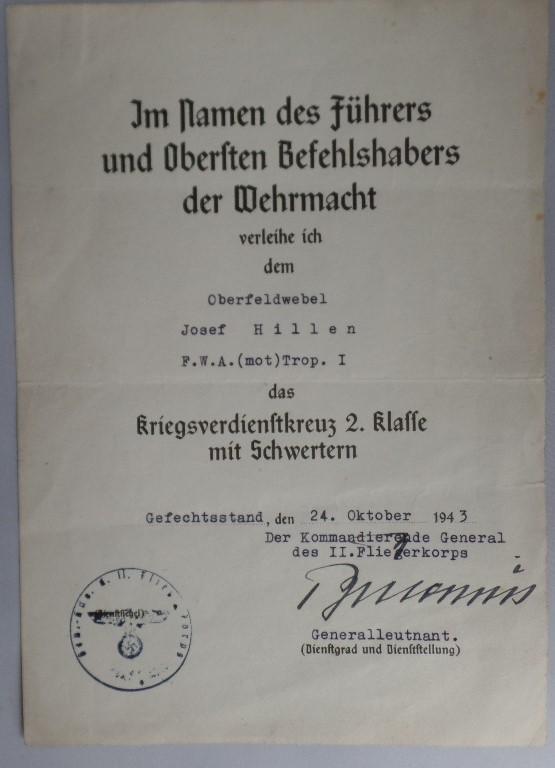 Im Namen des Führers
und Obersten Befehlshabers
der Wehrmacht
verleihe ich
dem
Oberfeldwebel
Josef Hillen
F.W.A.(mot)Trop. I
das
Kriegsverdienstkreuz 2. Klasse
mit Schwertern
Gefechtsstand, den 24. Oktober 1943
Der Kommandierende General
des II.Fliegerkorps
Generalleutnant.
(Dienstgrad und Dienststellung)
(Dienstsiegel)